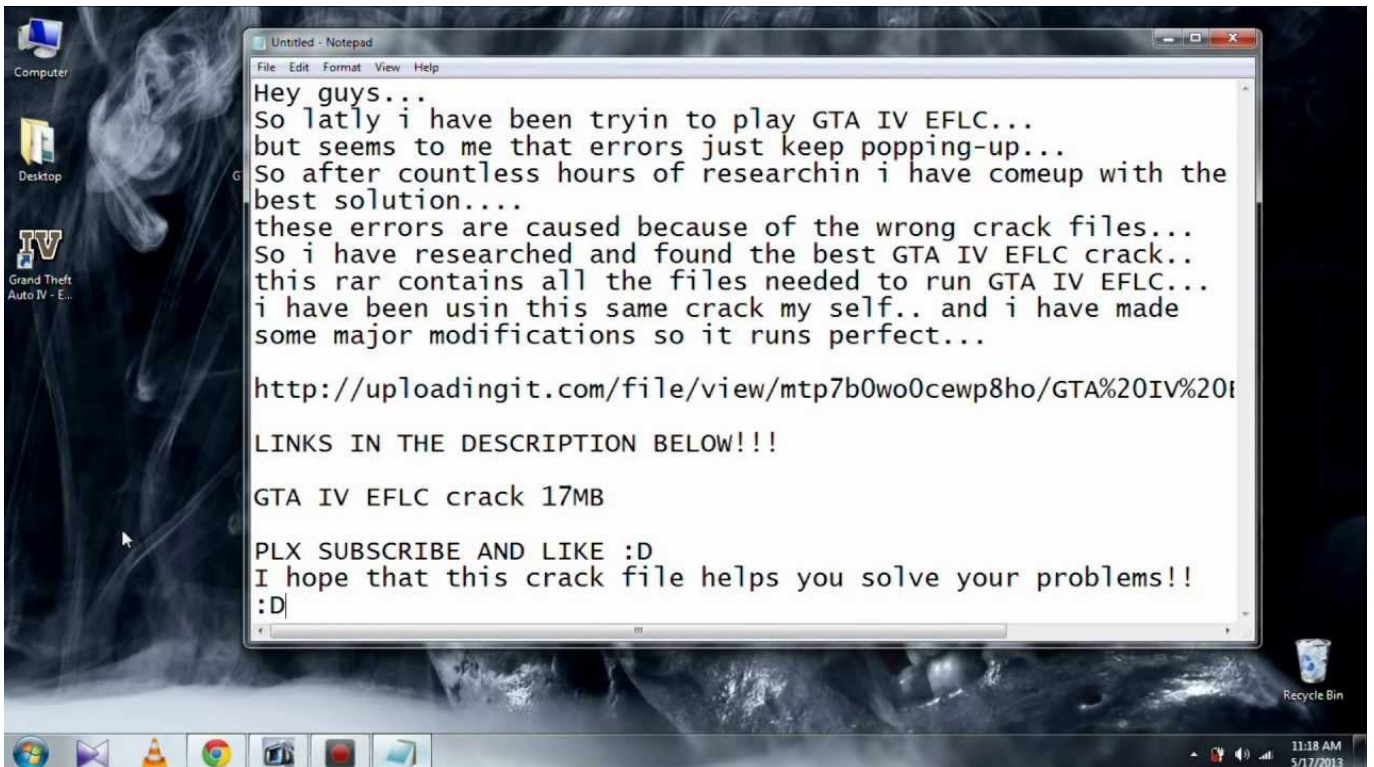 Computer
Desktop
IV
Grand Theft
Auto IV - E...
G
Untitled - Notepad
File Edit Format View Help
Hey guys...
So latly i have been tryin to play GTA IV EFLC...
but seems to me that errors just keep popping-up...
So after countless hours of researchin i have comeup with the
best solution....
these errors are caused because of the wrong crack files...
So i have researched and found the best GTA IV EFLC crack..
this rar contains all the files needed to run GTA IV EFLC...
i have been usin this same crack my self.. and i have made
some major modifications so it runs perfect...
http://uploadingit.com/file/view/mtp7b0wo0cewp8ho/GTA%20IV%20E
LINKS IN THE DESCRIPTION BELOW!!!
GTA IV EFLC crack 17MB
PLX SUBSCRIBE AND LIKE :D
I hope that this crack file helps you solve your problems!!
:D
Recycle Bin
11:18 AM
5/17/2013